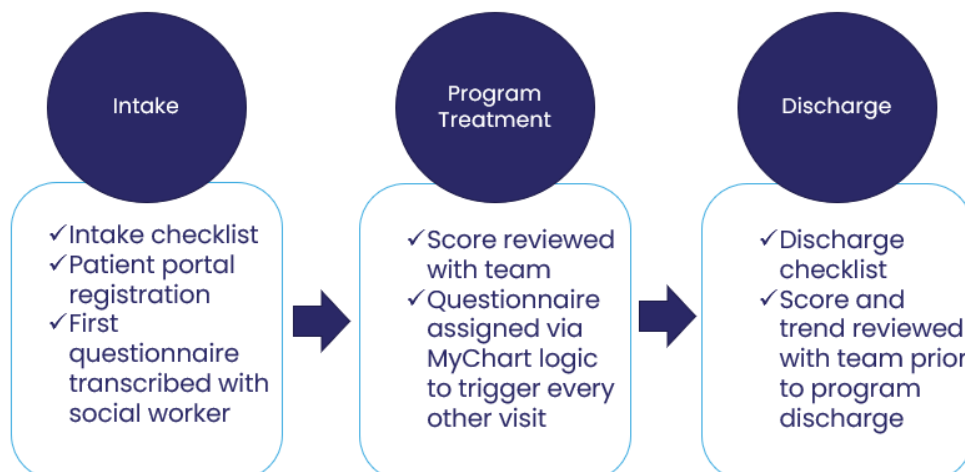 Intake
✓Intake checklist
✓Patient portal
registration
✓First
questionnaire
transcribed with
social worker
Program
Treatment
✓Score reviewed
with team
✓Questionnaire
assigned via
MyChart logic
to trigger every
other visit
Discharge
✓Discharge
checklist
✓Score and
trend reviewed
with team prior
to program
discharge